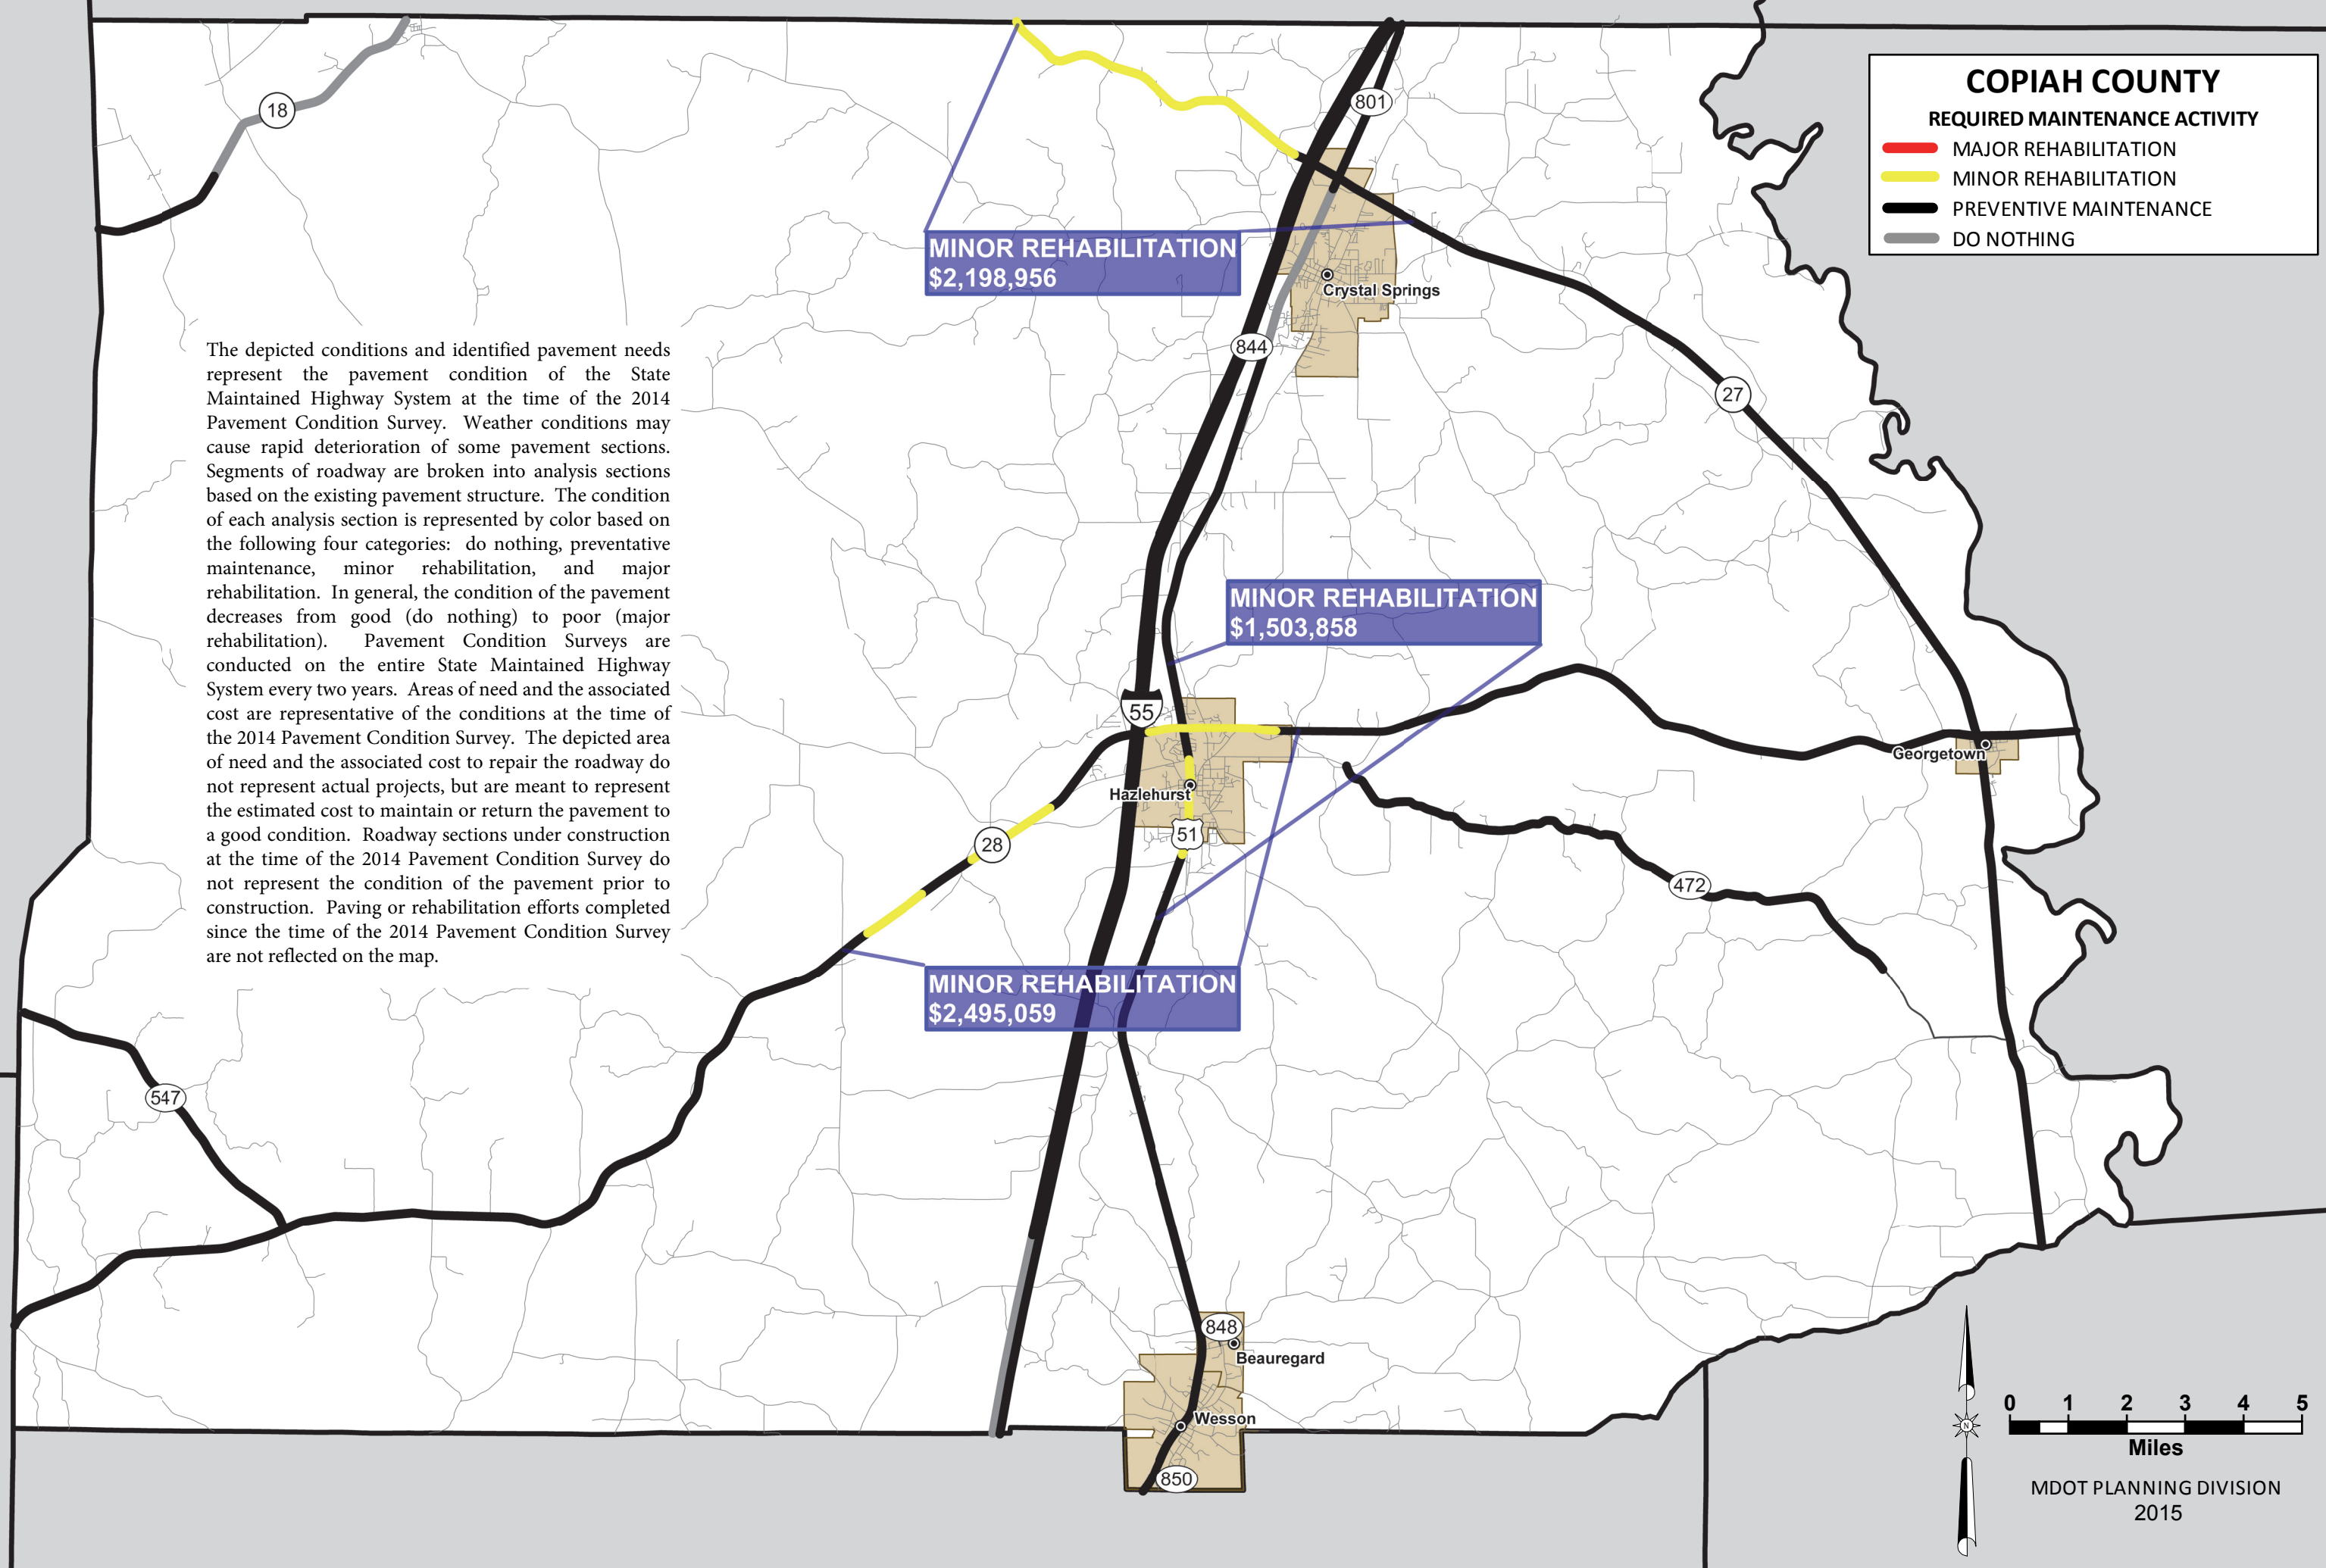 COPIAH COUNTY
REQUIRED MAINTENANCE ACTIVITY
MAJOR REHABILITATION
MINOR REHABILITATION
PREVENTIVE MAINTENANCE
DO NOTHING
18
801
MINOR REHABILITATION
$2,198,956
Crystal Springs
844
27
The depicted conditions and identified pavement needs
represent the pavement condition of the State
Maintained Highway System at the time of the 2014
Pavement Condition Survey. Weather conditions may
cause rapid deterioration of some pavement sections.
Segments of roadway are broken into analysis sections
based on the existing pavement structure. The condition
of each analysis section is represented by color based on
the following four categories: do nothing, preventative
maintenance, minor rehabilitation, and major
rehabilitation. In general, the condition of the pavement
decreases from good (do nothing) to poor (major
rehabilitation). Pavement Condition Surveys are
conducted on the entire State Maintained Highway
System every two years. Areas of need and the associated
cost are representative of the conditions at the time of
the 2014 Pavement Condition Survey. The depicted area
of need and the associated cost to repair the roadway do
not represent actual projects, but are meant to represent
the estimated cost to maintain or return the pavement to
a good condition. Roadway sections under construction
at the time of the 2014 Pavement Condition Survey do
not represent the condition of the pavement prior to
construction. Paving or rehabilitation efforts completed
since the time of the 2014 Pavement Condition Survey
are not reflected on the map.
MINOR REHABILITATION
$1,503,858
55
Georgetown
Hazlehurst
51
28
472
MINOR REHABILITATION
$2,495,059
547
848
Beauregard
Wesson
850
N
0 1 2 3 4 5
Miles
MDOT PLANNING DIVISION
2015